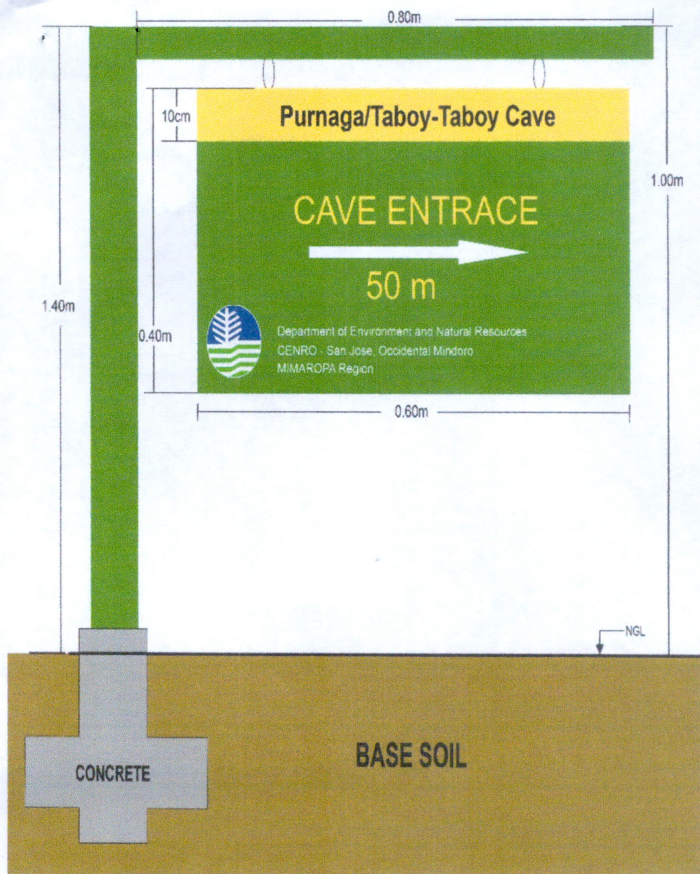 0.80m
10cm
Purnaga/Taboy-Taboy Cave
1.00m
CAVE ENTRACE
50 m
1.40m
0.40m
Department of Environment and Natural Resources
CENRO - San Jose, Occidental Mindoro
MIMAROPA Region
0.60m
NGL
BASE SOIL
CONCRETE